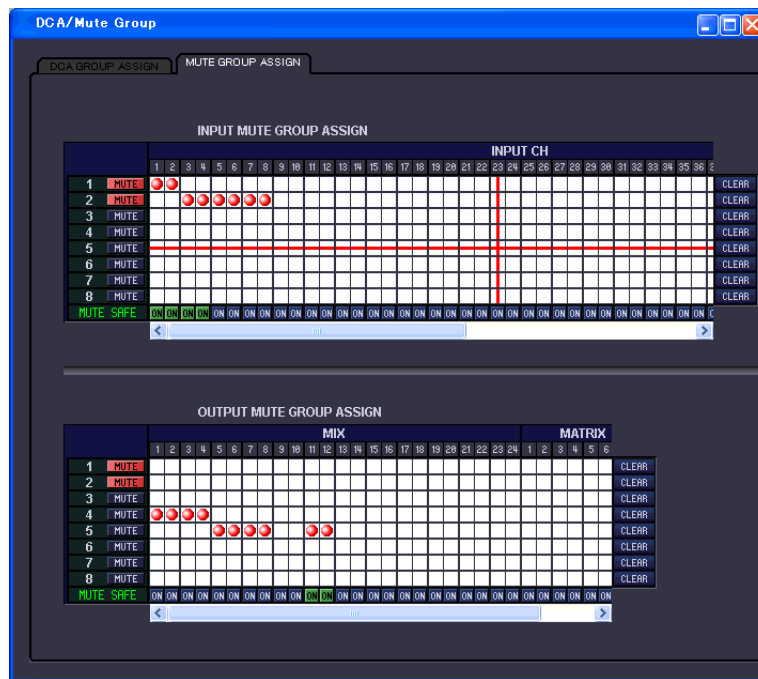 DCA/Mute Group
DCA GROUP ASSIGN MUTE GROUP ASSIGN
INPUT MUTE GROUP ASSIGN
INPUT CH
1 2 3 4 5 6 7 8 9 10 11 12 13 14 15 16 17 18 19 20 21 22 23 24 25 26 27 28 29 30 31 32 33 34 35 36
1 MUTE CLEAR
2 MUTE CLEAR
3 MUTE CLEAR
4 MUTE CLEAR
5 MUTE CLEAR
6 MUTE CLEAR
7 MUTE CLEAR
8 MUTE CLEAR
MUTE SAFE ON ON ON ON ON ON ON ON ON ON ON ON ON ON ON ON ON ON ON ON ON ON ON ON ON ON ON ON ON ON ON ON ON ON ON ON
OUTPUT MUTE GROUP ASSIGN
MIX MATRIX
1 2 3 4 5 6 7 8 9 10 11 12 13 14 15 16 17 18 19 20 21 22 23 24 1 2 3 4 5 6
1 MUTE CLEAR
2 MUTE CLEAR
3 MUTE CLEAR
4 MUTE CLEAR
5 MUTE CLEAR
6 MUTE CLEAR
7 MUTE CLEAR
8 MUTE CLEAR
MUTE SAFE ON ON ON ON ON ON ON ON ON ON ON ON ON ON ON ON ON ON ON ON ON ON ON ON ON ON ON ON ON ON